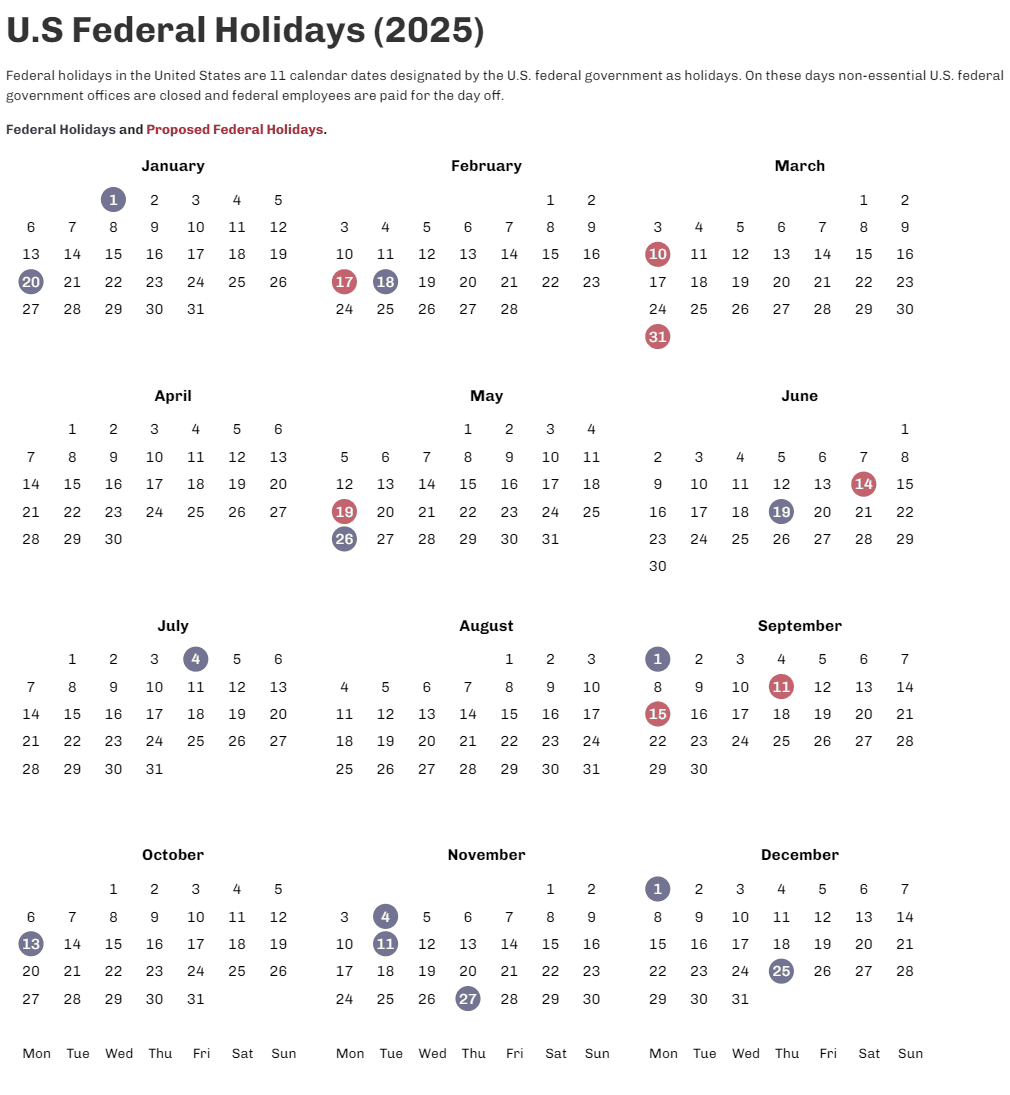 U.S Federal Holidays (2025)
Federal holidays in the United States are 11 calendar dates designated by the U.S. federal government as holidays. On these days non-essential U.S. federal
government offices are closed and federal employees are paid for the day off.
Federal Holidays and Proposed Federal Holidays.
January
1 2 3 4 5
6 7 8 9 10 11 12
13 14 15 16 17 18 19
20 21 22 23 24 25 26
27 28 29 30 31
February
1 2
3 4 5 6 7 8 9
10 11 12 13 14 15 16
17 18 19 20 21 22 23
24 25 26 27 28
March
1 2
3 4 5 6 7 8 9
10 11 12 13 14 15 16
17 18 19 20 21 22 23
24 25 26 27 28 29 30
31
April
1 2 3 4 5 6
7 8 9 10 11 12 13
14 15 16 17 18 19 20
21 22 23 24 25 26 27
28 29 30
May
1 2 3 4
5 6 7 8 9 10 11
12 13 14 15 16 17 18
19 20 21 22 23 24 25
26 27 28 29 30 31
June
1
2 3 4 5 6 7 8
9 10 11 12 13 14 15
16 17 18 19 20 21 22
23 24 25 26 27 28 29
30
July
1 2 3 4 5 6
7 8 9 10 11 12 13
14 15 16 17 18 19 20
21 22 23 24 25 26 27
28 29 30 31
August
1 2 3
4 5 6 7 8 9 10
11 12 13 14 15 16 17
18 19 20 21 22 23 24
25 26 27 28 29 30 31
September
1 2 3 4 5 6 7
8 9 10 11 12 13 14
15 16 17 18 19 20 21
22 23 24 25 26 27 28
29 30
October
1 2 3 4 5
6 7 8 9 10 11 12
13 14 15 16 17 18 19
20 21 22 23 24 25 26
27 28 29 30 31
November
1 2
3 4 5 6 7 8 9
10 11 12 13 14 15 16
17 18 19 20 21 22 23
24 25 26 27 28 29 30
December
1 2 3 4 5 6 7
8 9 10 11 12 13 14
15 16 17 18 19 20 21
22 23 24 25 26 27 28
29 30 31
Mon Tue Wed Thu Fri Sat Sun
Mon Tue Wed Thu Fri Sat Sun
Mon Tue Wed Thu Fri Sat Sun